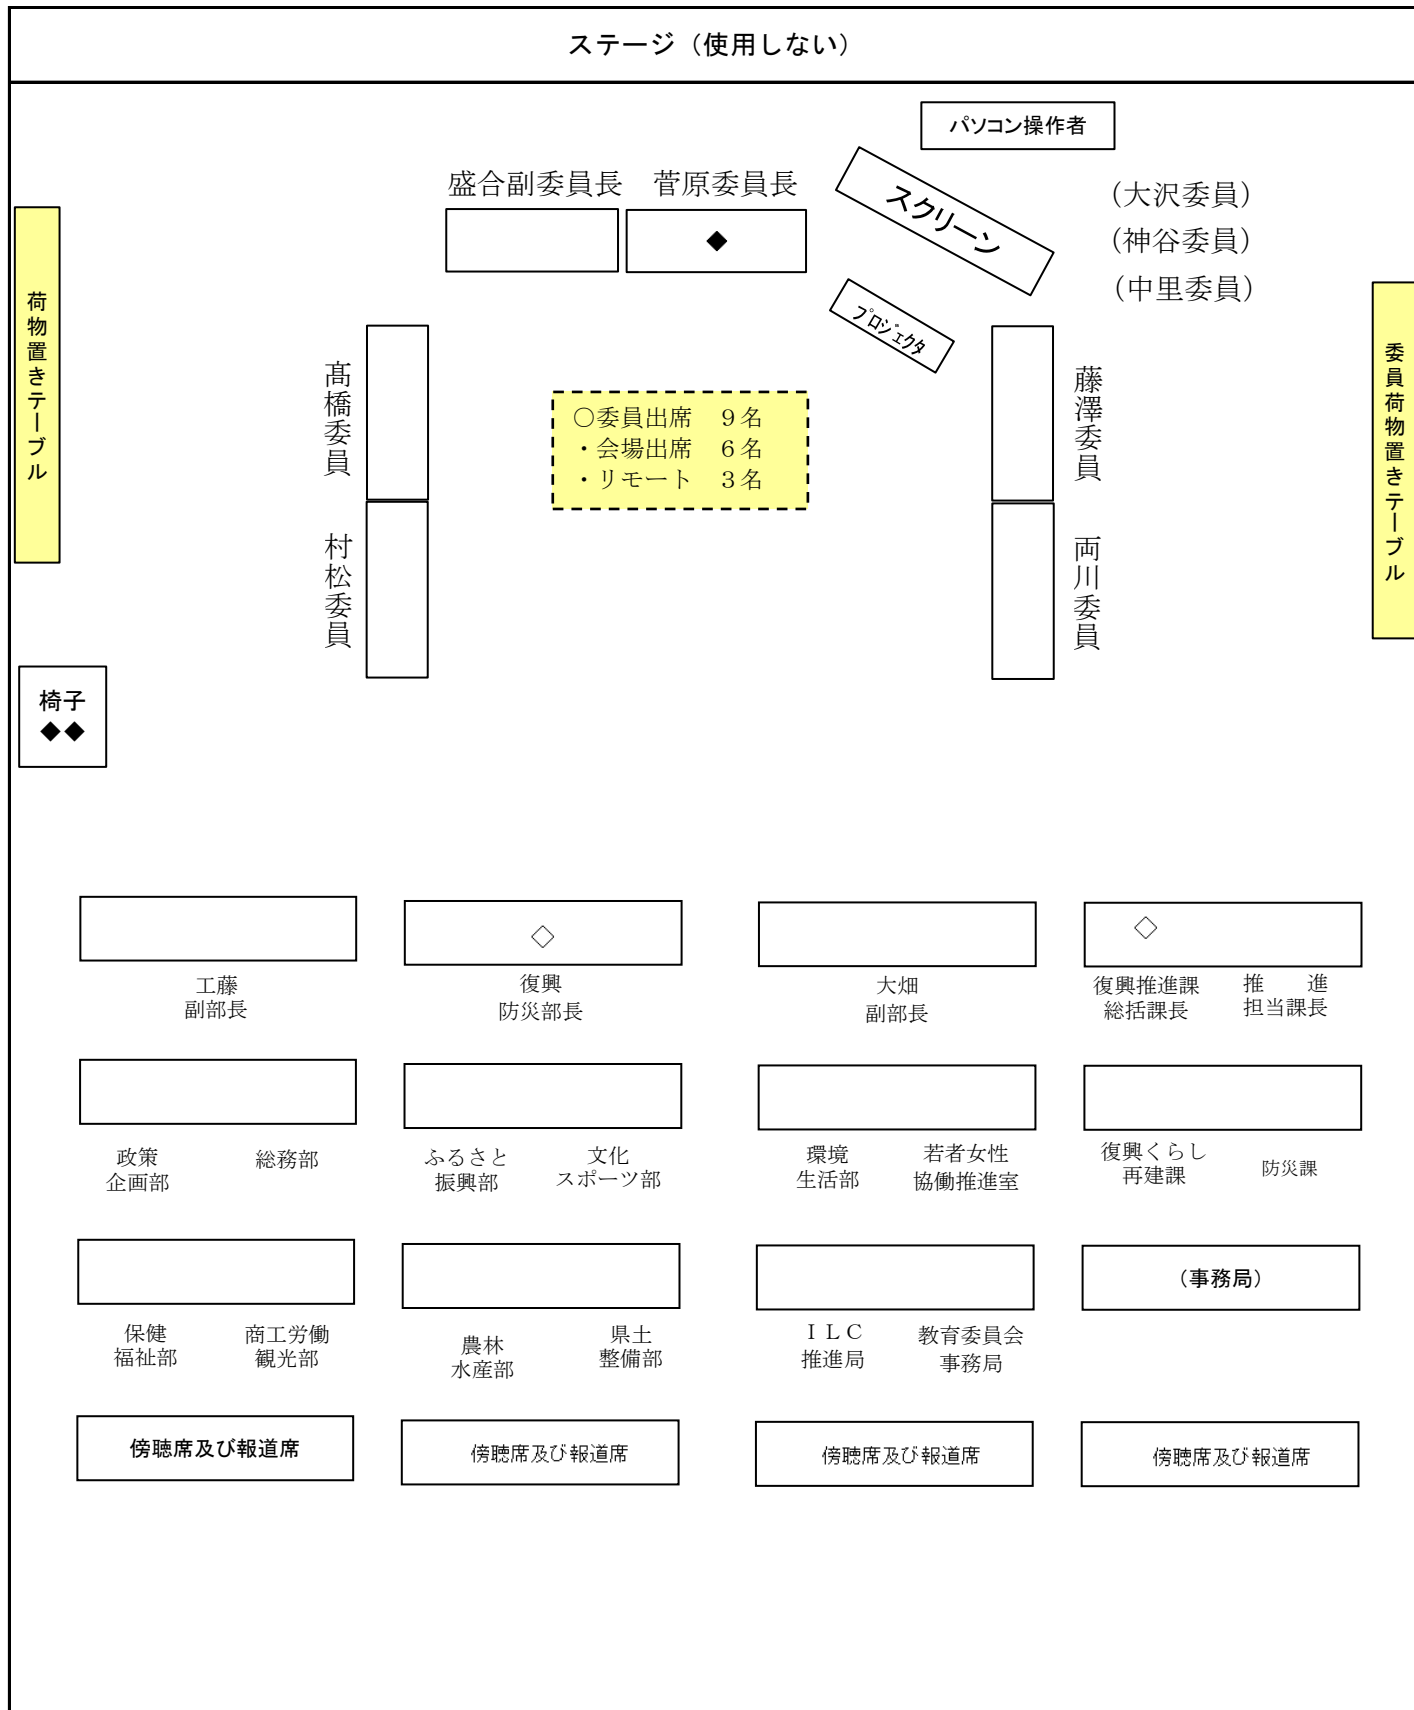 ステージ（使用しない）
パソコン操作者
盛合副委員長　菅原委員長
◆
スクリーン
（大沢委員）
（神谷委員）
（中里委員）
プロジェクタ
荷物置きテーブル
委員荷物置きテーブル
髙橋委員
村松委員
○委員出席　９名
・会場出席　６名
・リモート　３名
藤澤委員
両川委員
椅子
◆◆
工藤
副部長
◇
復興
防災部長
大畑
副部長
◇
復興推進課
総括課長
推　　進
担当課長
政策
企画部
総務部
ふるさと
振興部
文化
スポーツ部
環境
生活部
若者女性
協働推進室
復興くらし
再建課
防災課
保健
福祉部
商工労働
観光部
農林
水産部
県土
整備部
ＩＬＣ
推進局
教育委員会
事務局
（事務局）
傍聴席及び報道席
傍聴席及び報道席
傍聴席及び報道席
傍聴席及び報道席